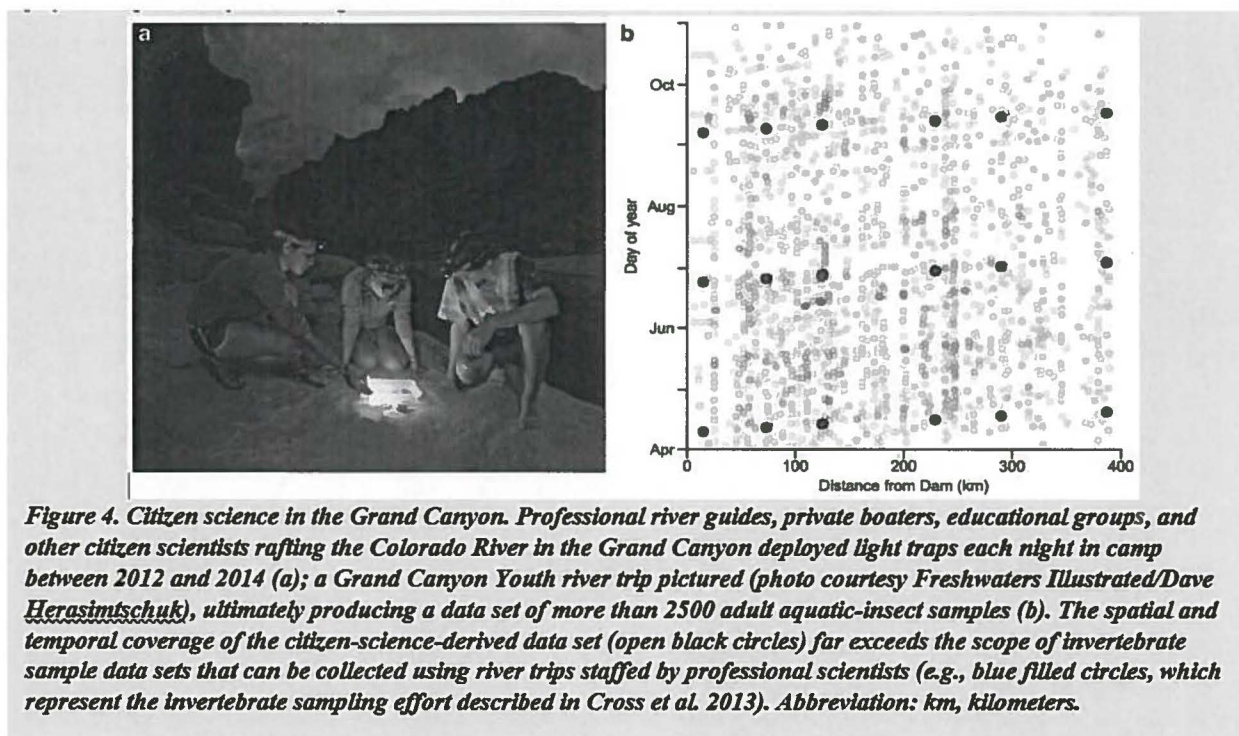 a
b
Oct
Aug
Jun
Apr
Day of year
0
100
200
300
400
Distance from Dam (km)
Figure 4. Citizen science in the Grand Canyon. Professional river guides, private boaters, educational groups, and
other citizen scientists rafting the Colorado River in the Grand Canyon deployed light traps each night in camp
between 2012 and 2014 (a); a Grand Canyon Youth river trip pictured (photo courtesy Freshwaters Illustrated/Dave
Herasimtschuk), ultimately producing a data set of more than 2500 adult aquatic-insect samples (b). The spatial and
temporal coverage of the citizen-science-derived data set (open black circles) far exceeds the scope of invertebrate
sample data sets that can be collected using river trips staffed by professional scientists (e.g., blue filled circles, which
represent the invertebrate sampling effort described in Cross et al. 2013). Abbreviation: km, kilometers.